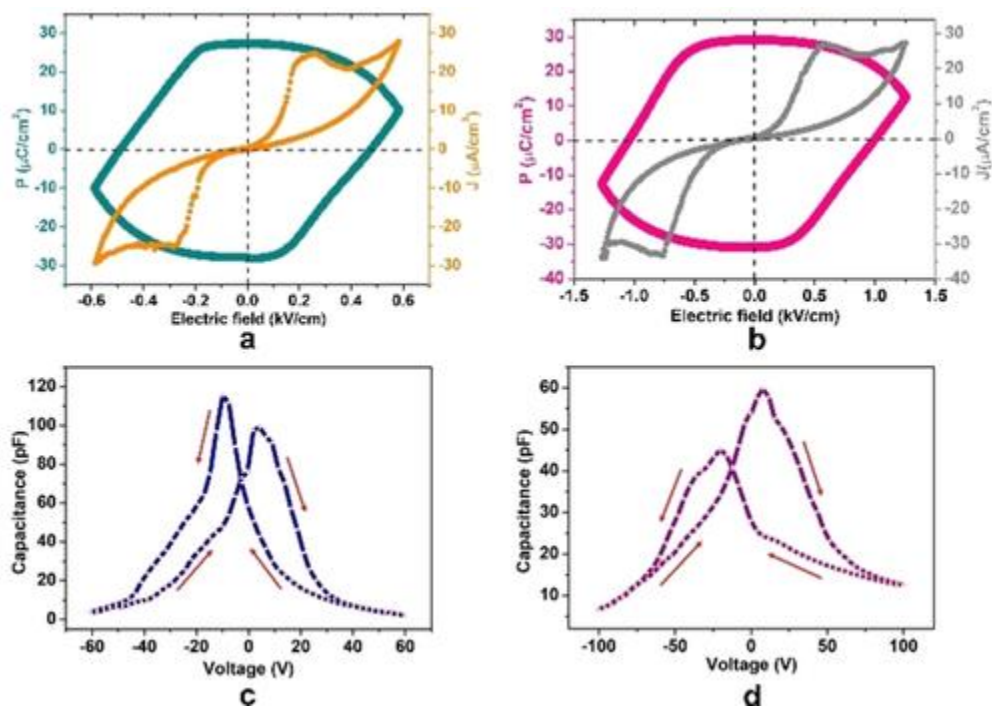 30
20
10
0
-10
-20
-30
P (µC/cm²)
30
20
10
0
10
20
30
J (µA/cm²)
-0.6 -0.4 -0.2 0.0 0.2 0.4 0.6
Electric field (kV/cm)
a
30
20
10
0
-10
-20
-30
-40
P (µC/cm²)
30
20
10
0
-10
-20
-30
-40
J(µA/cm²)
-1.5 -1.0 -0.5 0.0 0.5 1.0 1.5
Electric field (kV/cm)
b
120
100
80
60
40
20
0
Capacitance (pF)
-60 -40 -20 0 20 40 60
Voltage (V)
c
60
50
40
30
20
10
Capacitance (pF)
-100 -50 0 50 100
Voltage (V)
d